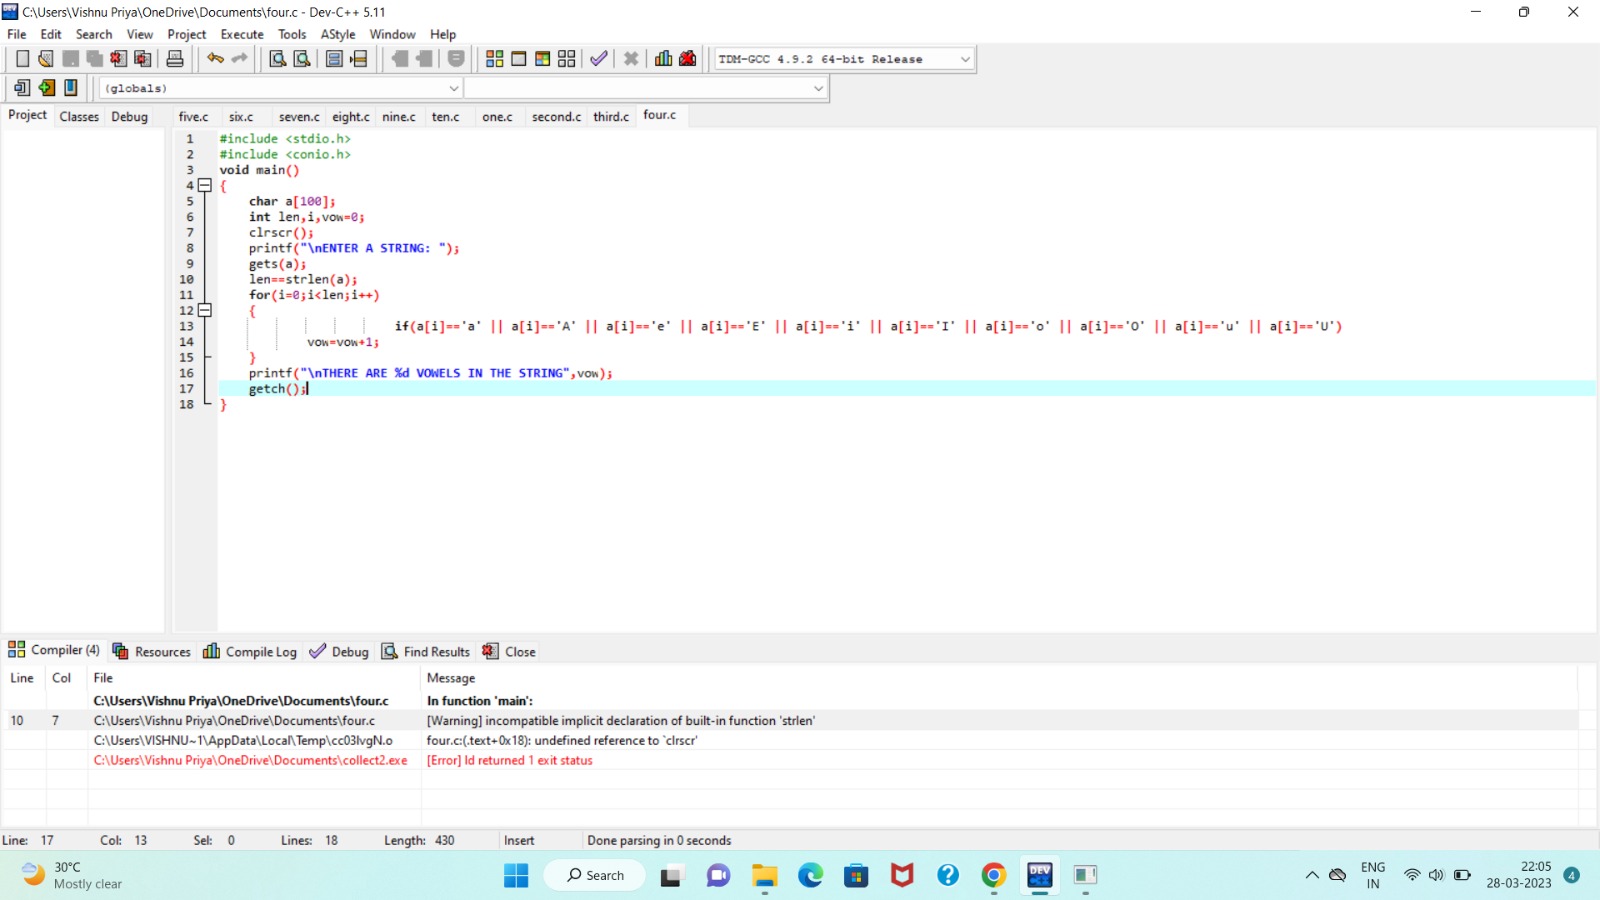 C:\Users\Vishnu Priya\OneDrive\Documents\four.c - Dev-C++ 5.11
File Edit Search View Project Execute Tools AStyle Window Help
TDM-GCC 4.9.2 64-bit Release
(globals)
Project Classes Debug five.c six.c seven.c eight.c nine.c ten.c one.c second.c third.c four.c
1 #include <stdio.h>
2 #include <conio.h>
3 void main()
4 {
5 char a[100];
6 int len,i,vow=0;
7 clrscr();
8 printf("\nENTER A STRING: ");
9 gets(a);
10 len==strlen(a);
11 for(i=0;i<len;i++)
12 {
13 if(a[i]=='a' || a[i]=='A' || a[i]=='e' || a[i]=='E' || a[i]=='i' || a[i]=='I' || a[i]=='o' || a[i]=='O' || a[i]=='u' || a[i]=='U')
14 vow=vow+1;
15 }
16 printf("\nTHERE ARE %d VOWELS IN THE STRING",vow);
17 getch();
18 }
Compiler (4) Resources Compile Log Debug Find Results Close
Line Col File Message
C:\Users\Vishnu Priya\OneDrive\Documents\four.c In function 'main':
10 7 C:\Users\Vishnu Priya\OneDrive\Documents\four.c [Warning] incompatible implicit declaration of built-in function 'strlen'
C:\Users\VISHNU~1\AppData\Local\Temp\cc03lvgN.o four.c:(.text+0x18): undefined reference to `clrscr'
C:\Users\Vishnu Priya\OneDrive\Documents\collect2.exe [Error] ld returned 1 exit status
Line: 17 Col: 13 Sel: 0 Lines: 18 Length: 430 Insert Done parsing in 0 seconds
30°C
Mostly clear
Search
DEV
ENG
IN
22:05
28-03-2023
4